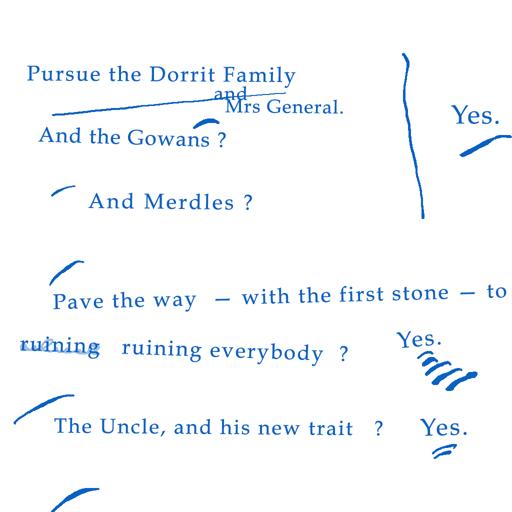 Pursue the Dorrit Family
and
Mrs General.
Yes.
And the Gowans ?
And Merdles ?
Pave the way — with the first stone — to
ruining ruining everybody ? Yes.
The Uncle, and his new trait ? Yes.